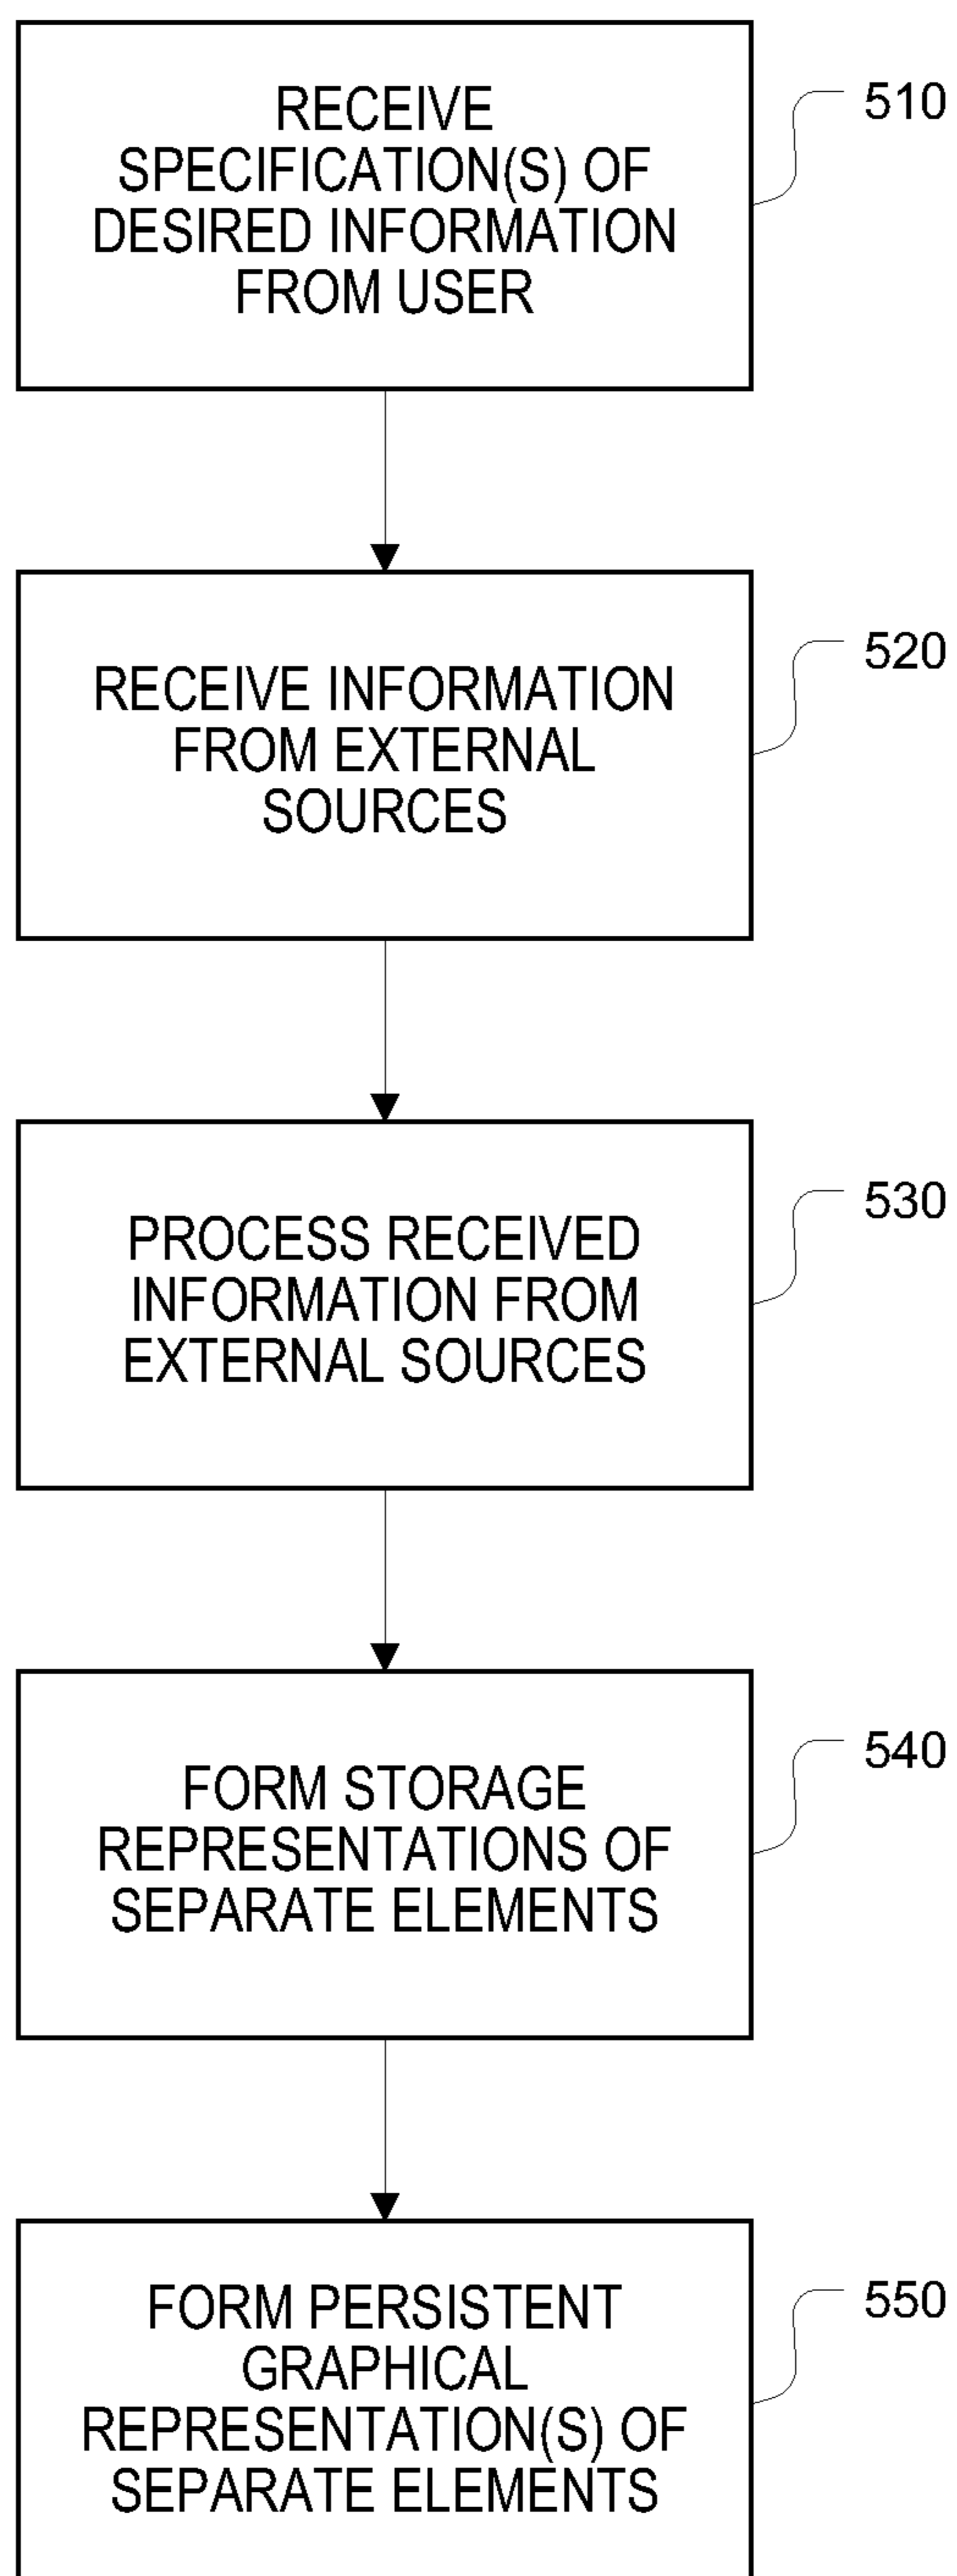 RECEIVE
SPECIFICATION(S) OF
DESIRED INFORMATION
FROM USER
510
RECEIVE INFORMATION
FROM EXTERNAL
SOURCES
520
PROCESS RECEIVED
INFORMATION FROM
EXTERNAL SOURCES
530
FORM STORAGE
REPRESENTATIONS OF
SEPARATE ELEMENTS
540
FORM PERSISTENT
GRAPHICAL
REPRESENTATION(S) OF
SEPARATE ELEMENTS
550